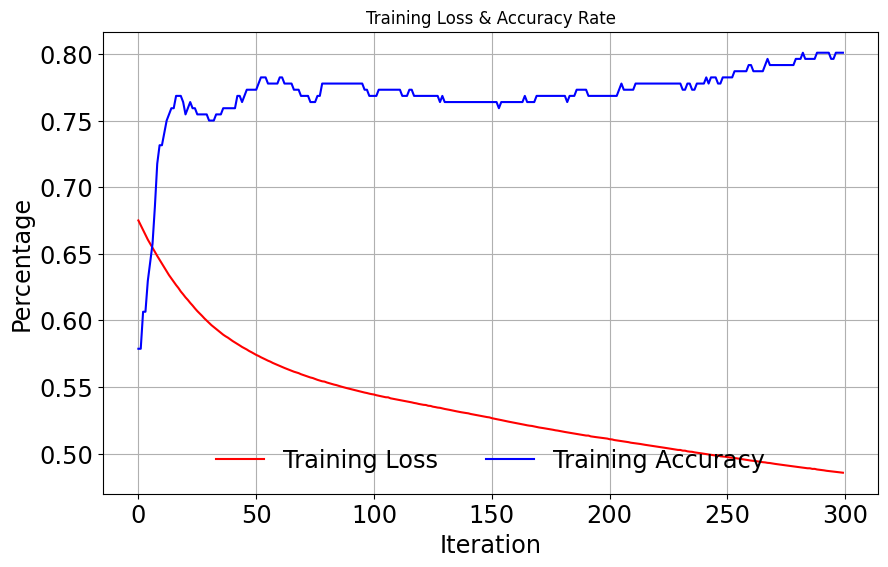 Training Loss & Accuracy Rate
0.80
0.75
0.70
0.65
0.60
0.55
0.50
Percentage
Training Loss
Training Accuracy
0 50 100 150 200 250 300
Iteration